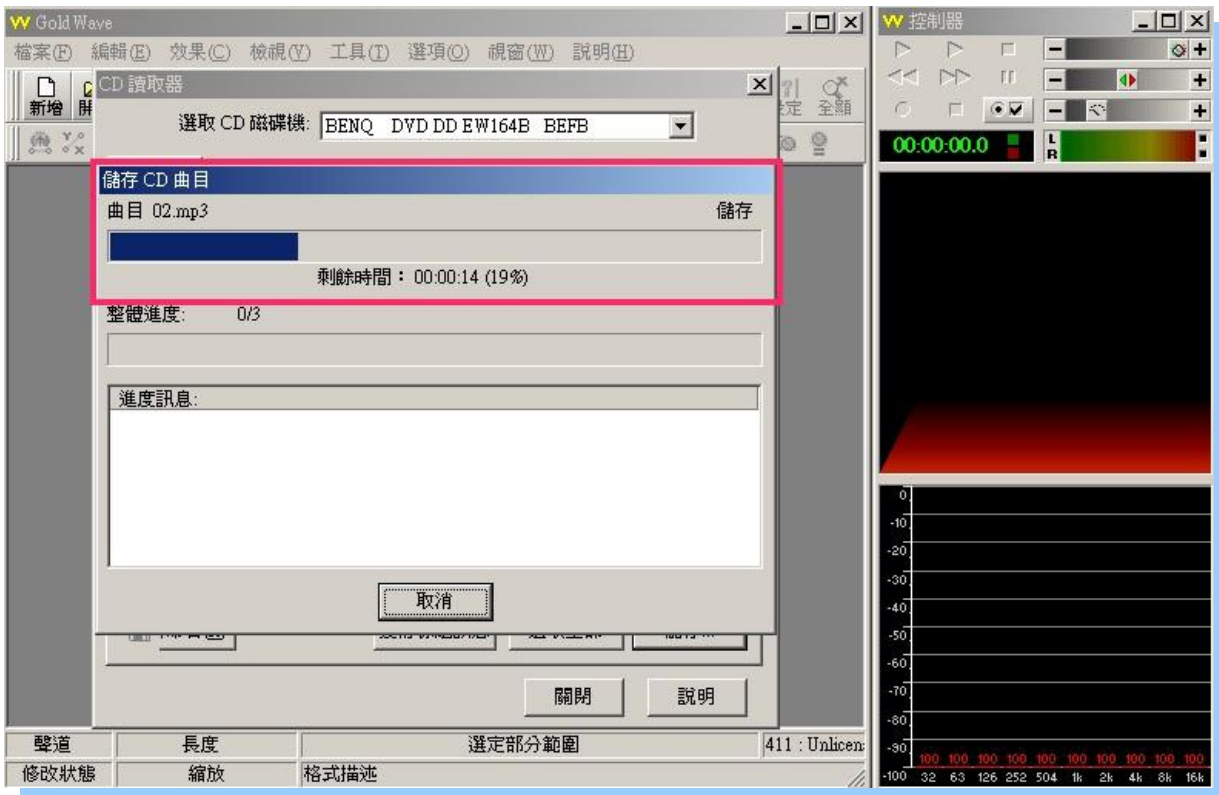 Gold Wave
檔案(F) 編輯(E) 效果(C) 檢視(V) 工具(T) 選項(O) 視窗(W) 說明(H)
新增
全顯
CD 讀取器
選取 CD 磁碟機: BENQ DVD DD EW164B BEFB
儲存 CD 曲目
曲目 02.mp3 儲存
剩餘時間： 00:00:14 (19%)
整體進度: 0/3
進度訊息:
取消
關閉 說明
聲道 長度 選定部分範圍 411 : Unlicen
修改狀態 縮放 格式描述
控制器
00:00:00.0 L
R
0
-10
-20
-30
-40
-50
-60
-70
-80
-90
100 100 100 100 100 100 100 100 100 100
-100 32 63 126 252 504 1k 2k 4k 8k 16k